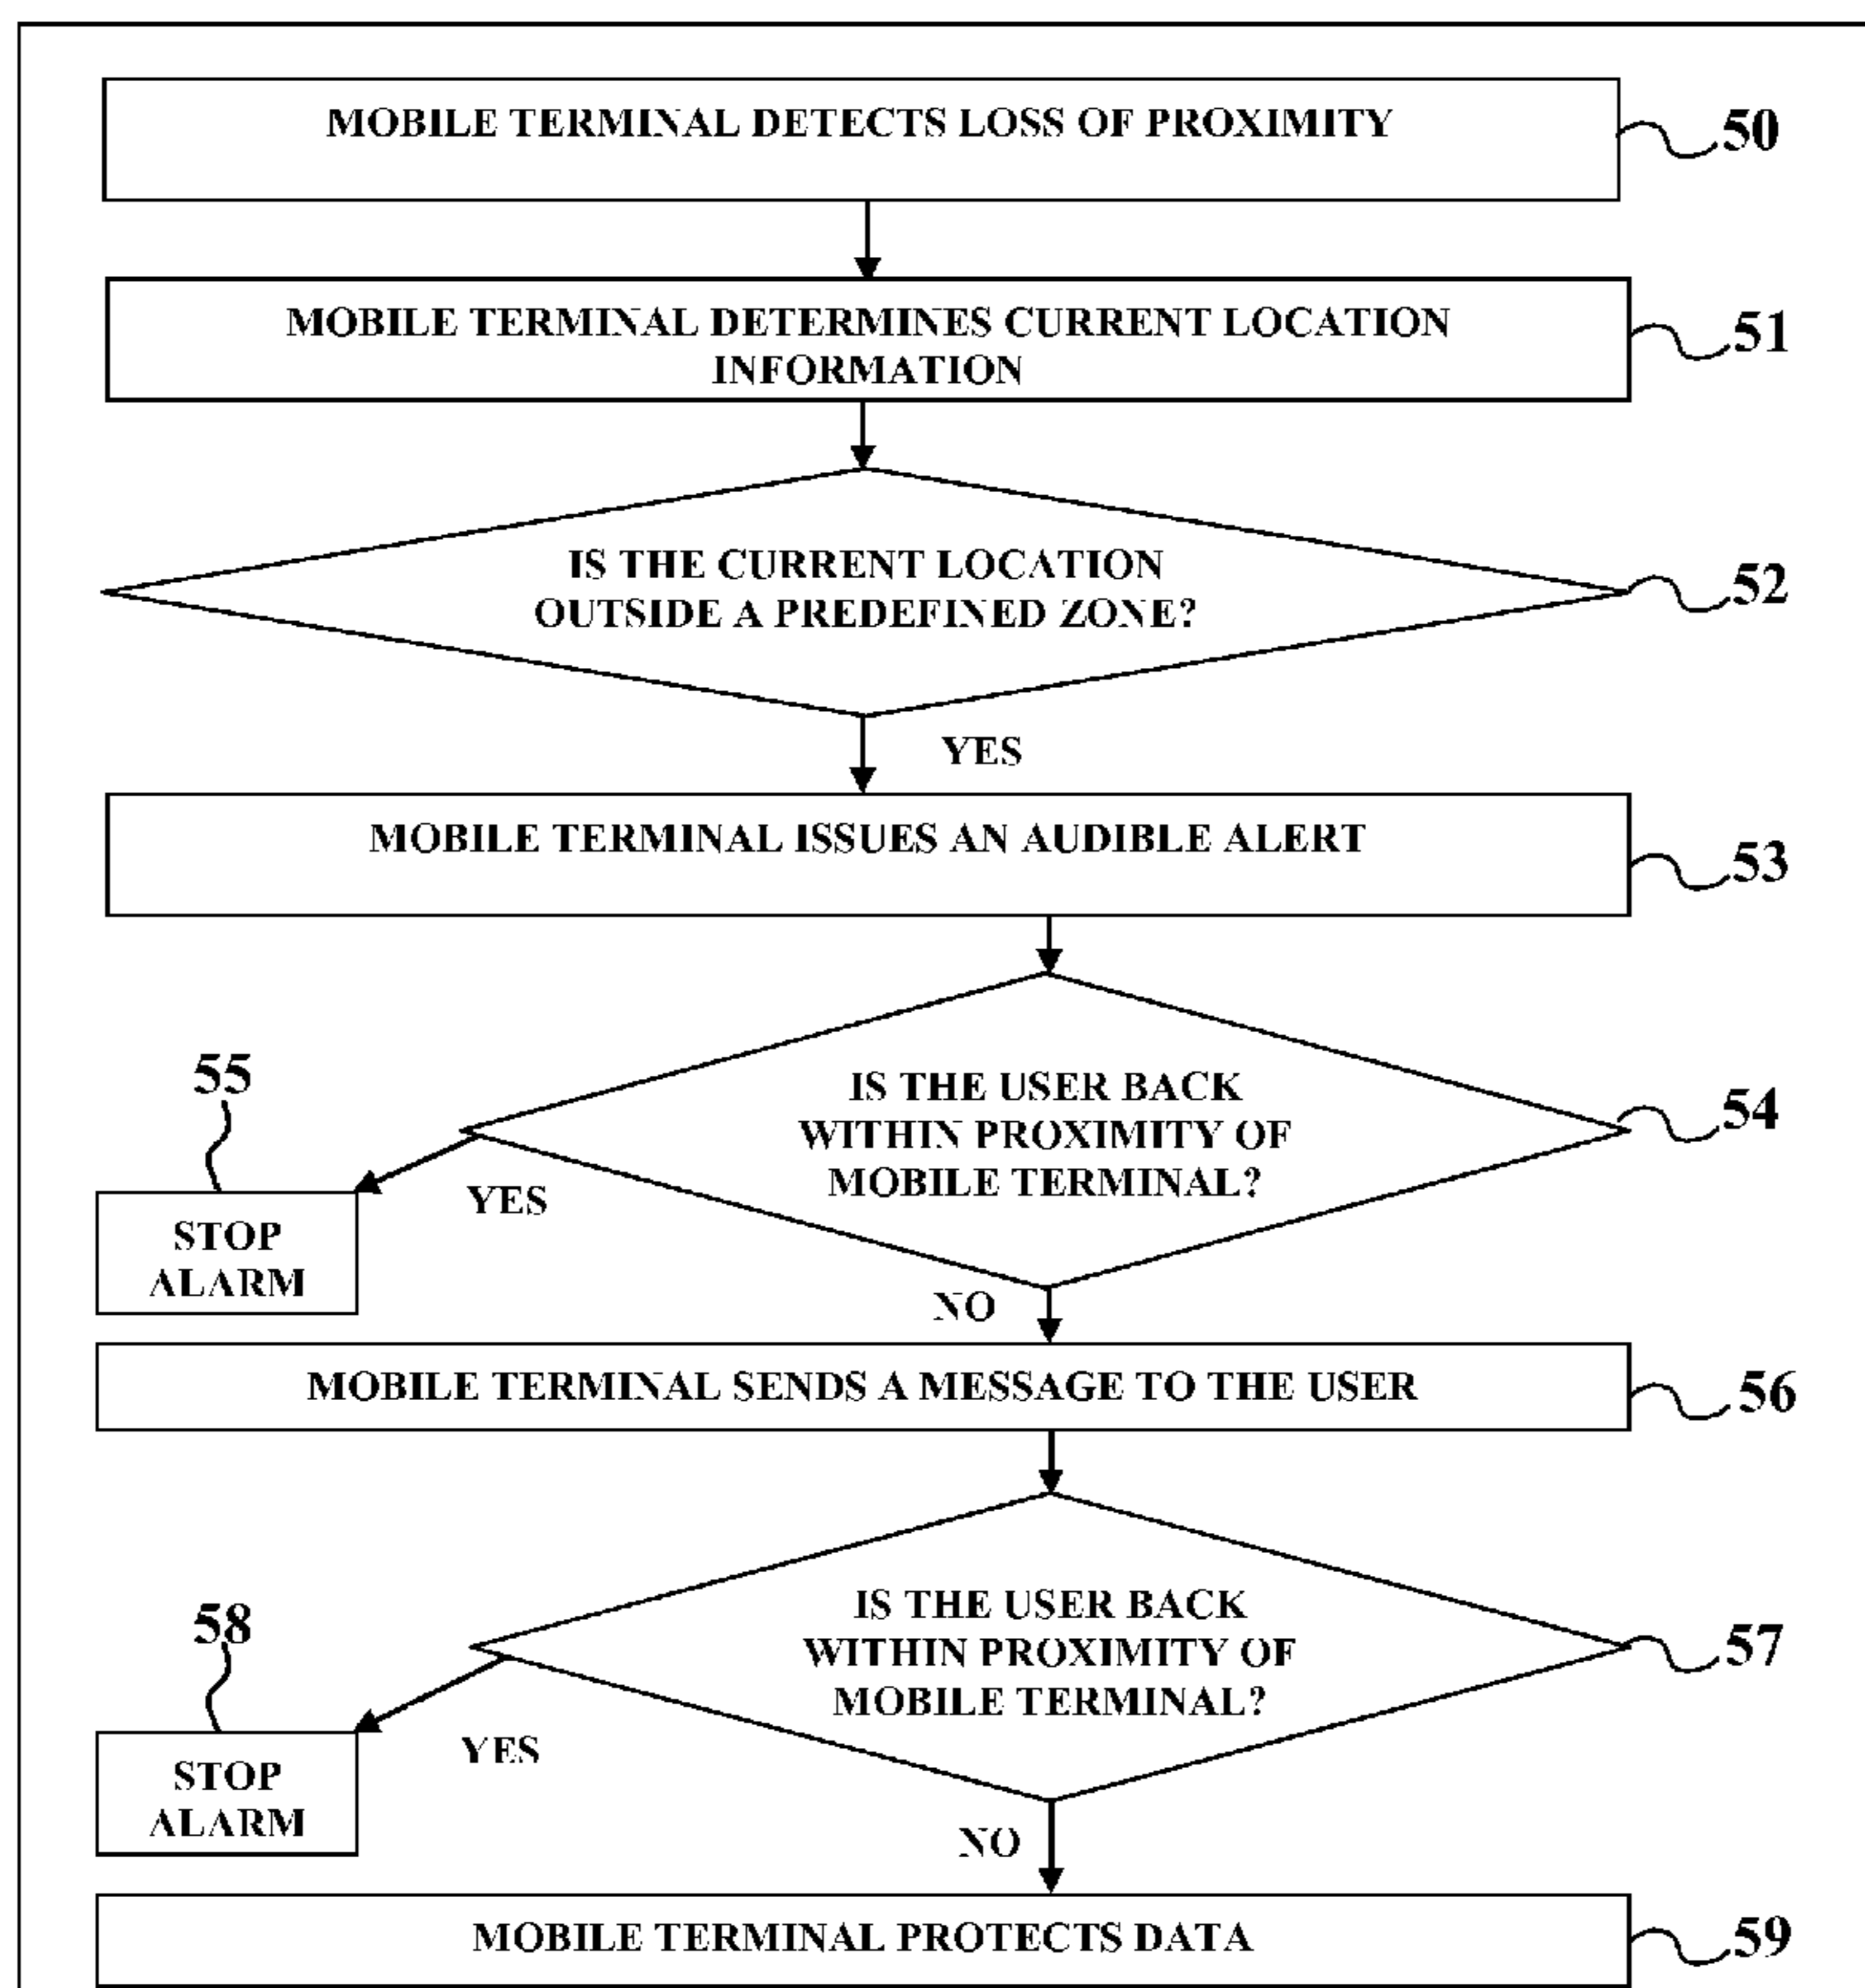 MOBILE TERMINAL DETECTS LOSS OF PROXIMITY
50
MOBILE TERMINAL DETERMINES CURRENT LOCATION
INFORMATION
51
IS THE CURRENT LOCATION
OUTSIDE A PREDEFINED ZONE?
52
YES
MOBILE TERMINAL ISSUES AN AUDIBLE ALERT
53
IS THE USER BACK
WITHIN PROXIMITY OF
MOBILE TERMINAL?
54
55
YES
STOP
ALARM
NO
MOBILE TERMINAL SENDS A MESSAGE TO THE USER
56
IS THE USER BACK
WITHIN PROXIMITY OF
MOBILE TERMINAL?
57
58
YES
STOP
ALARM
NO
MOBILE TERMINAL PROTECTS DATA
59